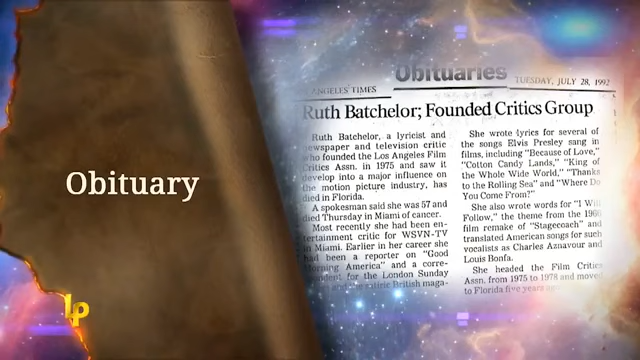 Obituary
lp
Obituaries
ANGELES TIMES
TUESDAY, JULY 28, 1992
Ruth Batchelor; Founded Critics Group
Ruth Batchelor, a lyricist and
newspaper and television critic
who founded the Los Angeles Film
Critics Assn. in 1975 and saw it
develop into a major influence on
the motion picture industry, has
died in Florida.
A spokesman said she was 57 and
died Thursday in Miami of cancer.
Most recently she had been en-
tertainment critic for WSVN-TV
in Miami. Earlier in her career she
had been a reporter on "Good
Morning America" and a corre-
spondent for the London Sunday
British maga-
She wrote lyrics for several of
the songs Elvis Presley sang in
films, including "Because of Love,"
"Cotton Candy Lands," "King of
the Whole Wide World," "Thanks
to the Rolling Sea" and "Where Do
You Come From?"
She also wrote words for "I Will
Follow," the theme from the 1966
film remake of "Stagecoach" and
translated American songs for such
vocalists as Charles Aznavour and
Louis Bonfa.
She headed the Film Critics
Assn. from 1975 to 1978 and moved
to Florida five years ago.